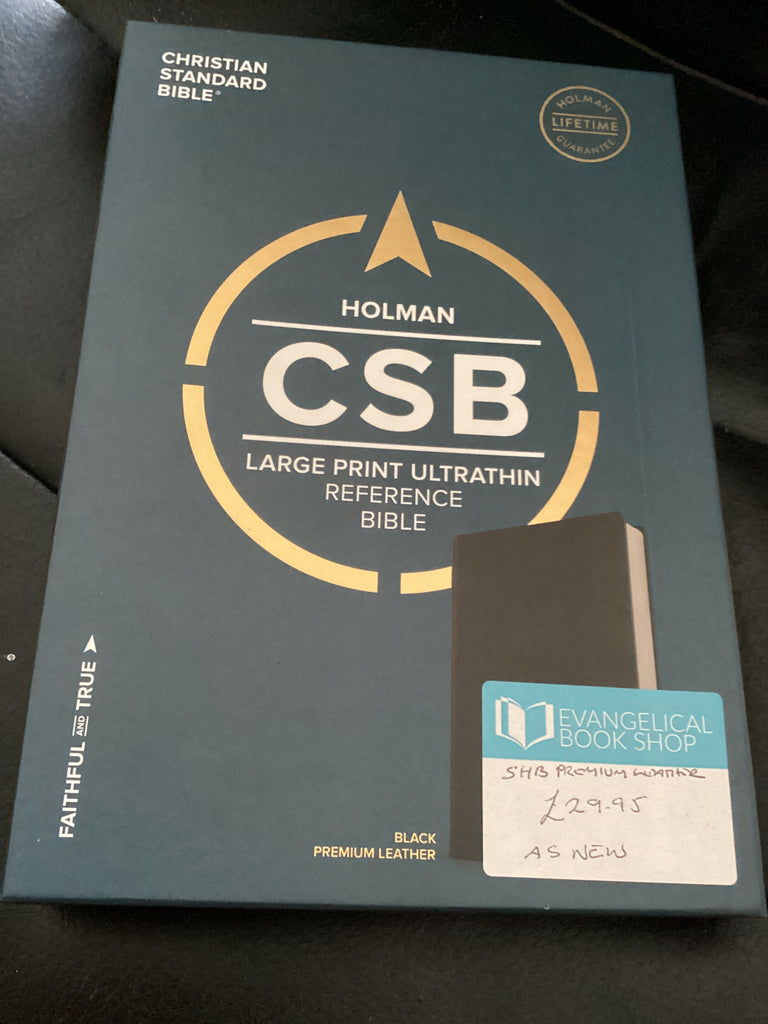 CHRISTIAN
STANDARD
BIBLE®
HOLMAN
LIFETIME
GUARANTEE
HOLMAN
CSB
LARGE PRINT ULTRATHIN
REFERENCE
BIBLE
FAITHFUL AND TRUE
BLACK
PREMIUM LEATHER
EVANGELICAL
BOOK SHOP
SHB PREMIUM LEATHER
£29.95
AS NEW